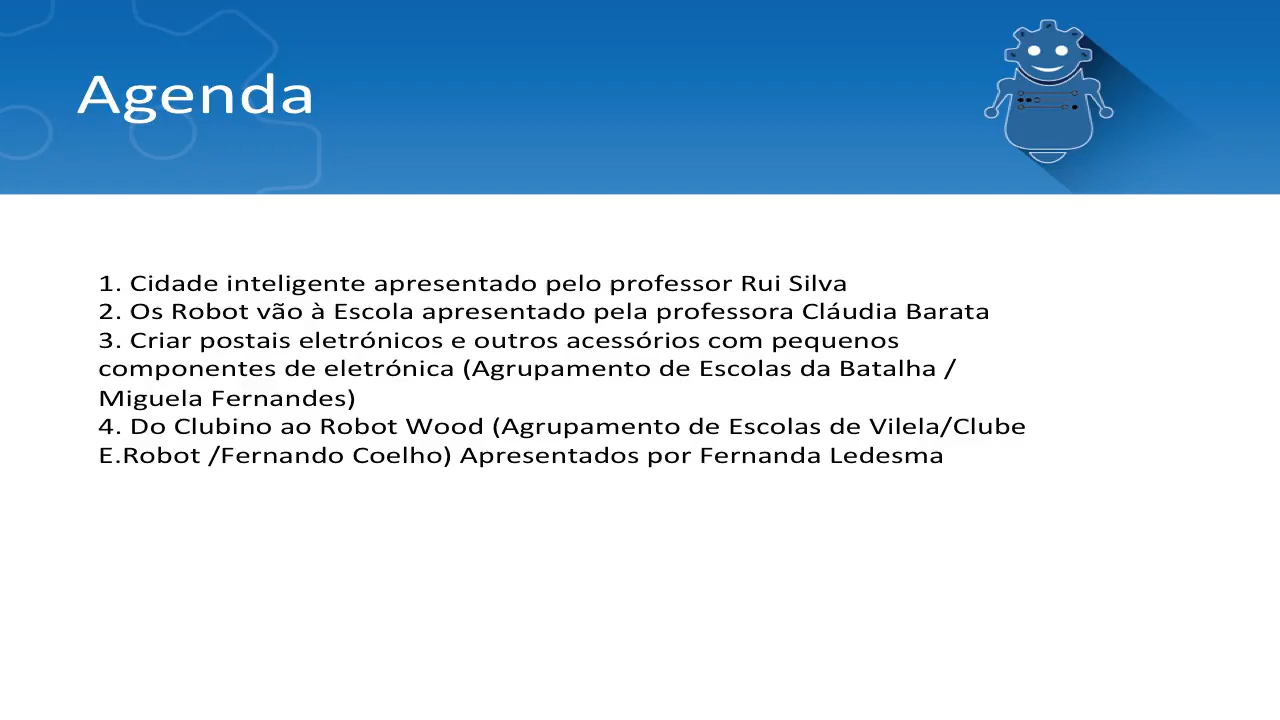 Agenda
1. Cidade inteligente apresentado pelo professor Rui Silva
2. Os Robot vão à Escola apresentado pela professora Cláudia Barata
3. Criar postais eletrónicos e outros acessórios com pequenos
componentes de eletrónica (Agrupamento de Escolas da Batalha /
Miguela Fernandes)
4. Do Clubino ao Robot Wood (Agrupamento de Escolas de Vilela/Clube
E.Robot /Fernando Coelho) Apresentados por Fernanda Ledesma